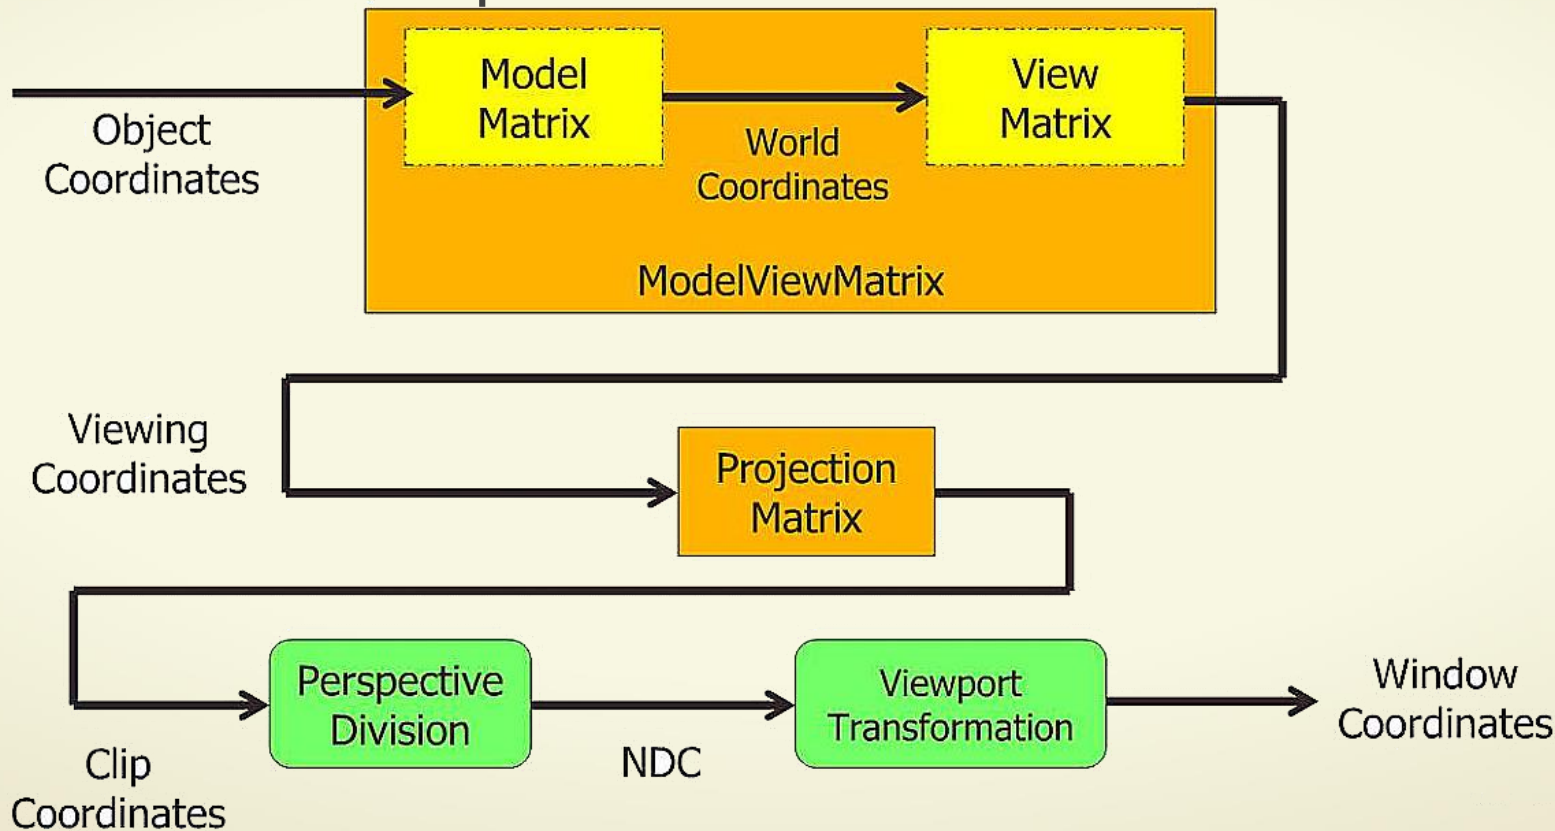 Model
Matrix
View
Matrix
Object
Coordinates
World
Coordinates
ModelViewMatrix
Viewing
Coordinates
Projection
Matrix
Perspective
Division
Viewport
Transformation
Window
Coordinates
NDC
Clip
Coordinates